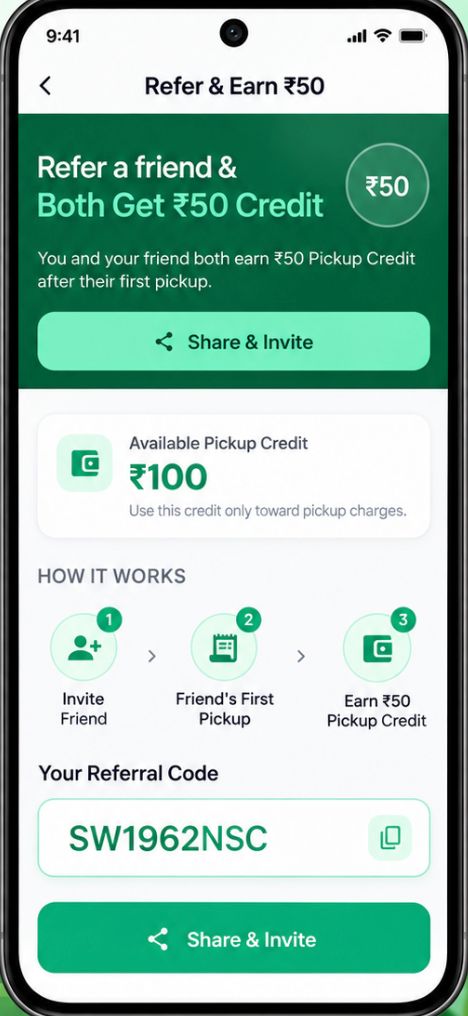 9:41
Refer & Earn ₹50
Refer a friend &
Both Get ₹50 Credit
₹50
You and your friend both earn ₹50 Pickup Credit
after their first pickup.
Share & Invite
Available Pickup Credit
₹100
Use this credit only toward pickup charges.
HOW IT WORKS
1
Invite
Friend
2
Friend's First
Pickup
3
Earn ₹50
Pickup Credit
Your Referral Code
SW1962NSC
Share & Invite